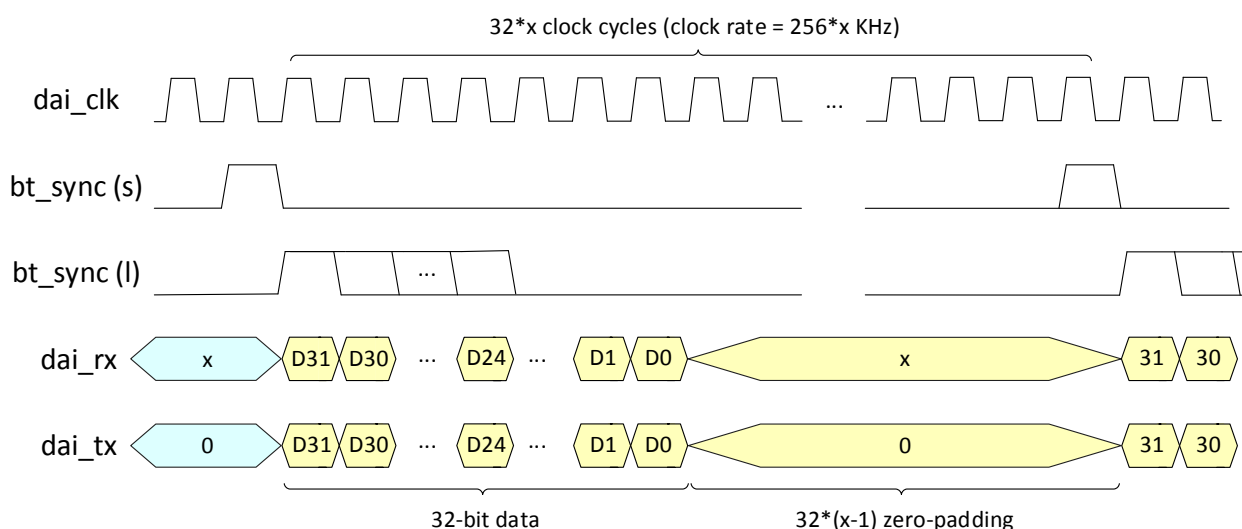 32*x clock cycles (clock rate = 256*x KHz)
dai_clk
...
bt_sync (s)
bt_sync (l)
...
dai_rx
x
D31
D30
...
D24
...
D1
D0
x
31
30
dai_tx
0
D31
D30
...
D24
...
D1
D0
0
31
30
32-bit data
32*(x-1) zero-padding